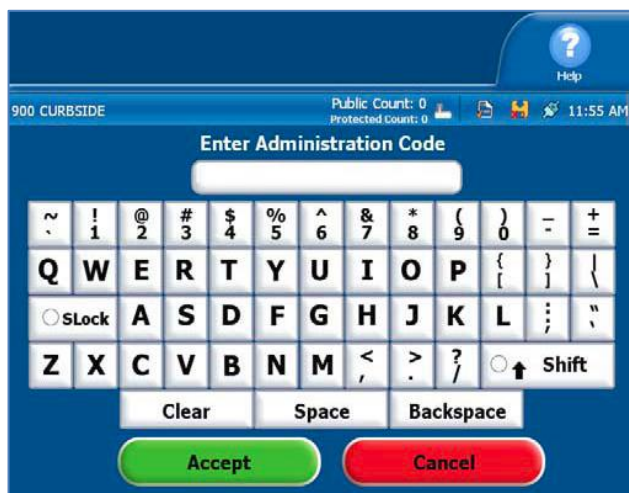 ?
Help
900 CURBSIDE
Public Count: 0
Protected Count: 0
11:55 AM
Enter Administration Code
~ ! @ # $ % ^ & * ( ) _ +
` 1 2 3 4 5 6 7 8 9 0 - =
Q W E R T Y U I O P { } |
[ ] \
SLock A S D F G H J K L : "
; '
Z X C V B N M < > ? Shift
, . /
Clear Space Backspace
Accept Cancel